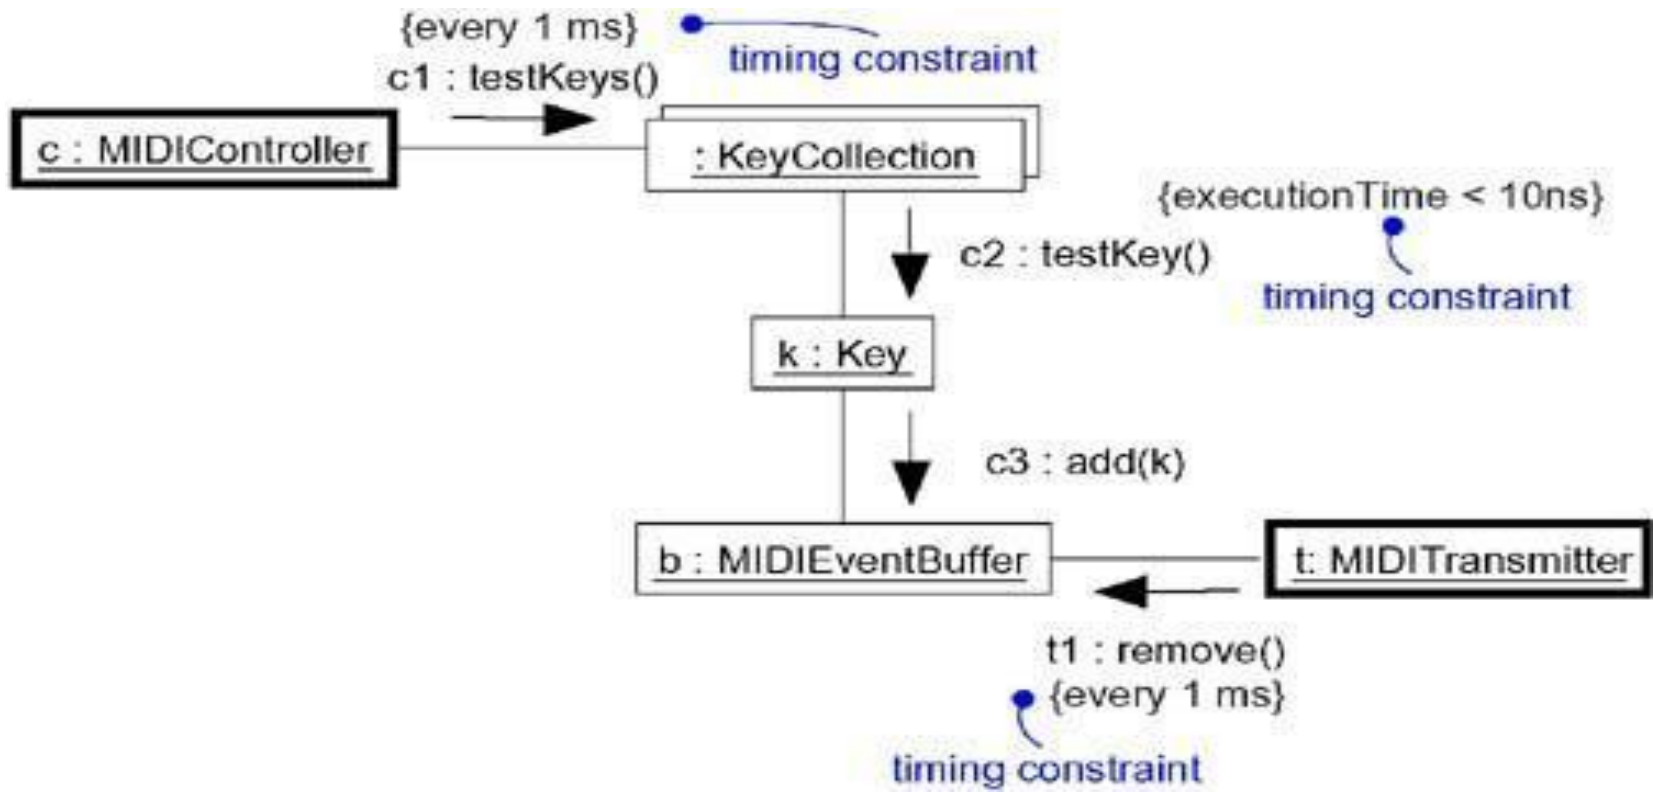 {every 1 ms}
timing constraint
c1 : testKeys()
c : MIDIController
: KeyCollection
{executionTime < 10ns}
c2 : testKey()
timing constraint
k : Key
c3 : add(k)
b : MIDIEventBuffer
t: MIDITransmitter
t1 : remove()
{every 1 ms}
timing constraint